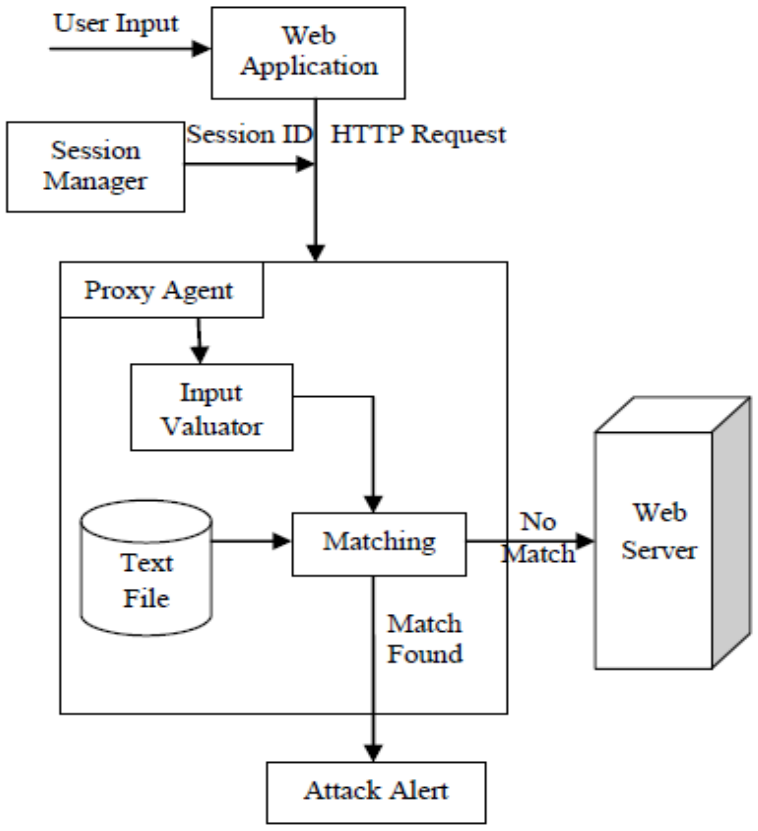 User Input
Web
Application
Session ID
HTTP Request
Session
Manager
Proxy Agent
Input
Valuator
Text
File
Matching
No
Match
Web
Server
Match
Found
Attack Alert